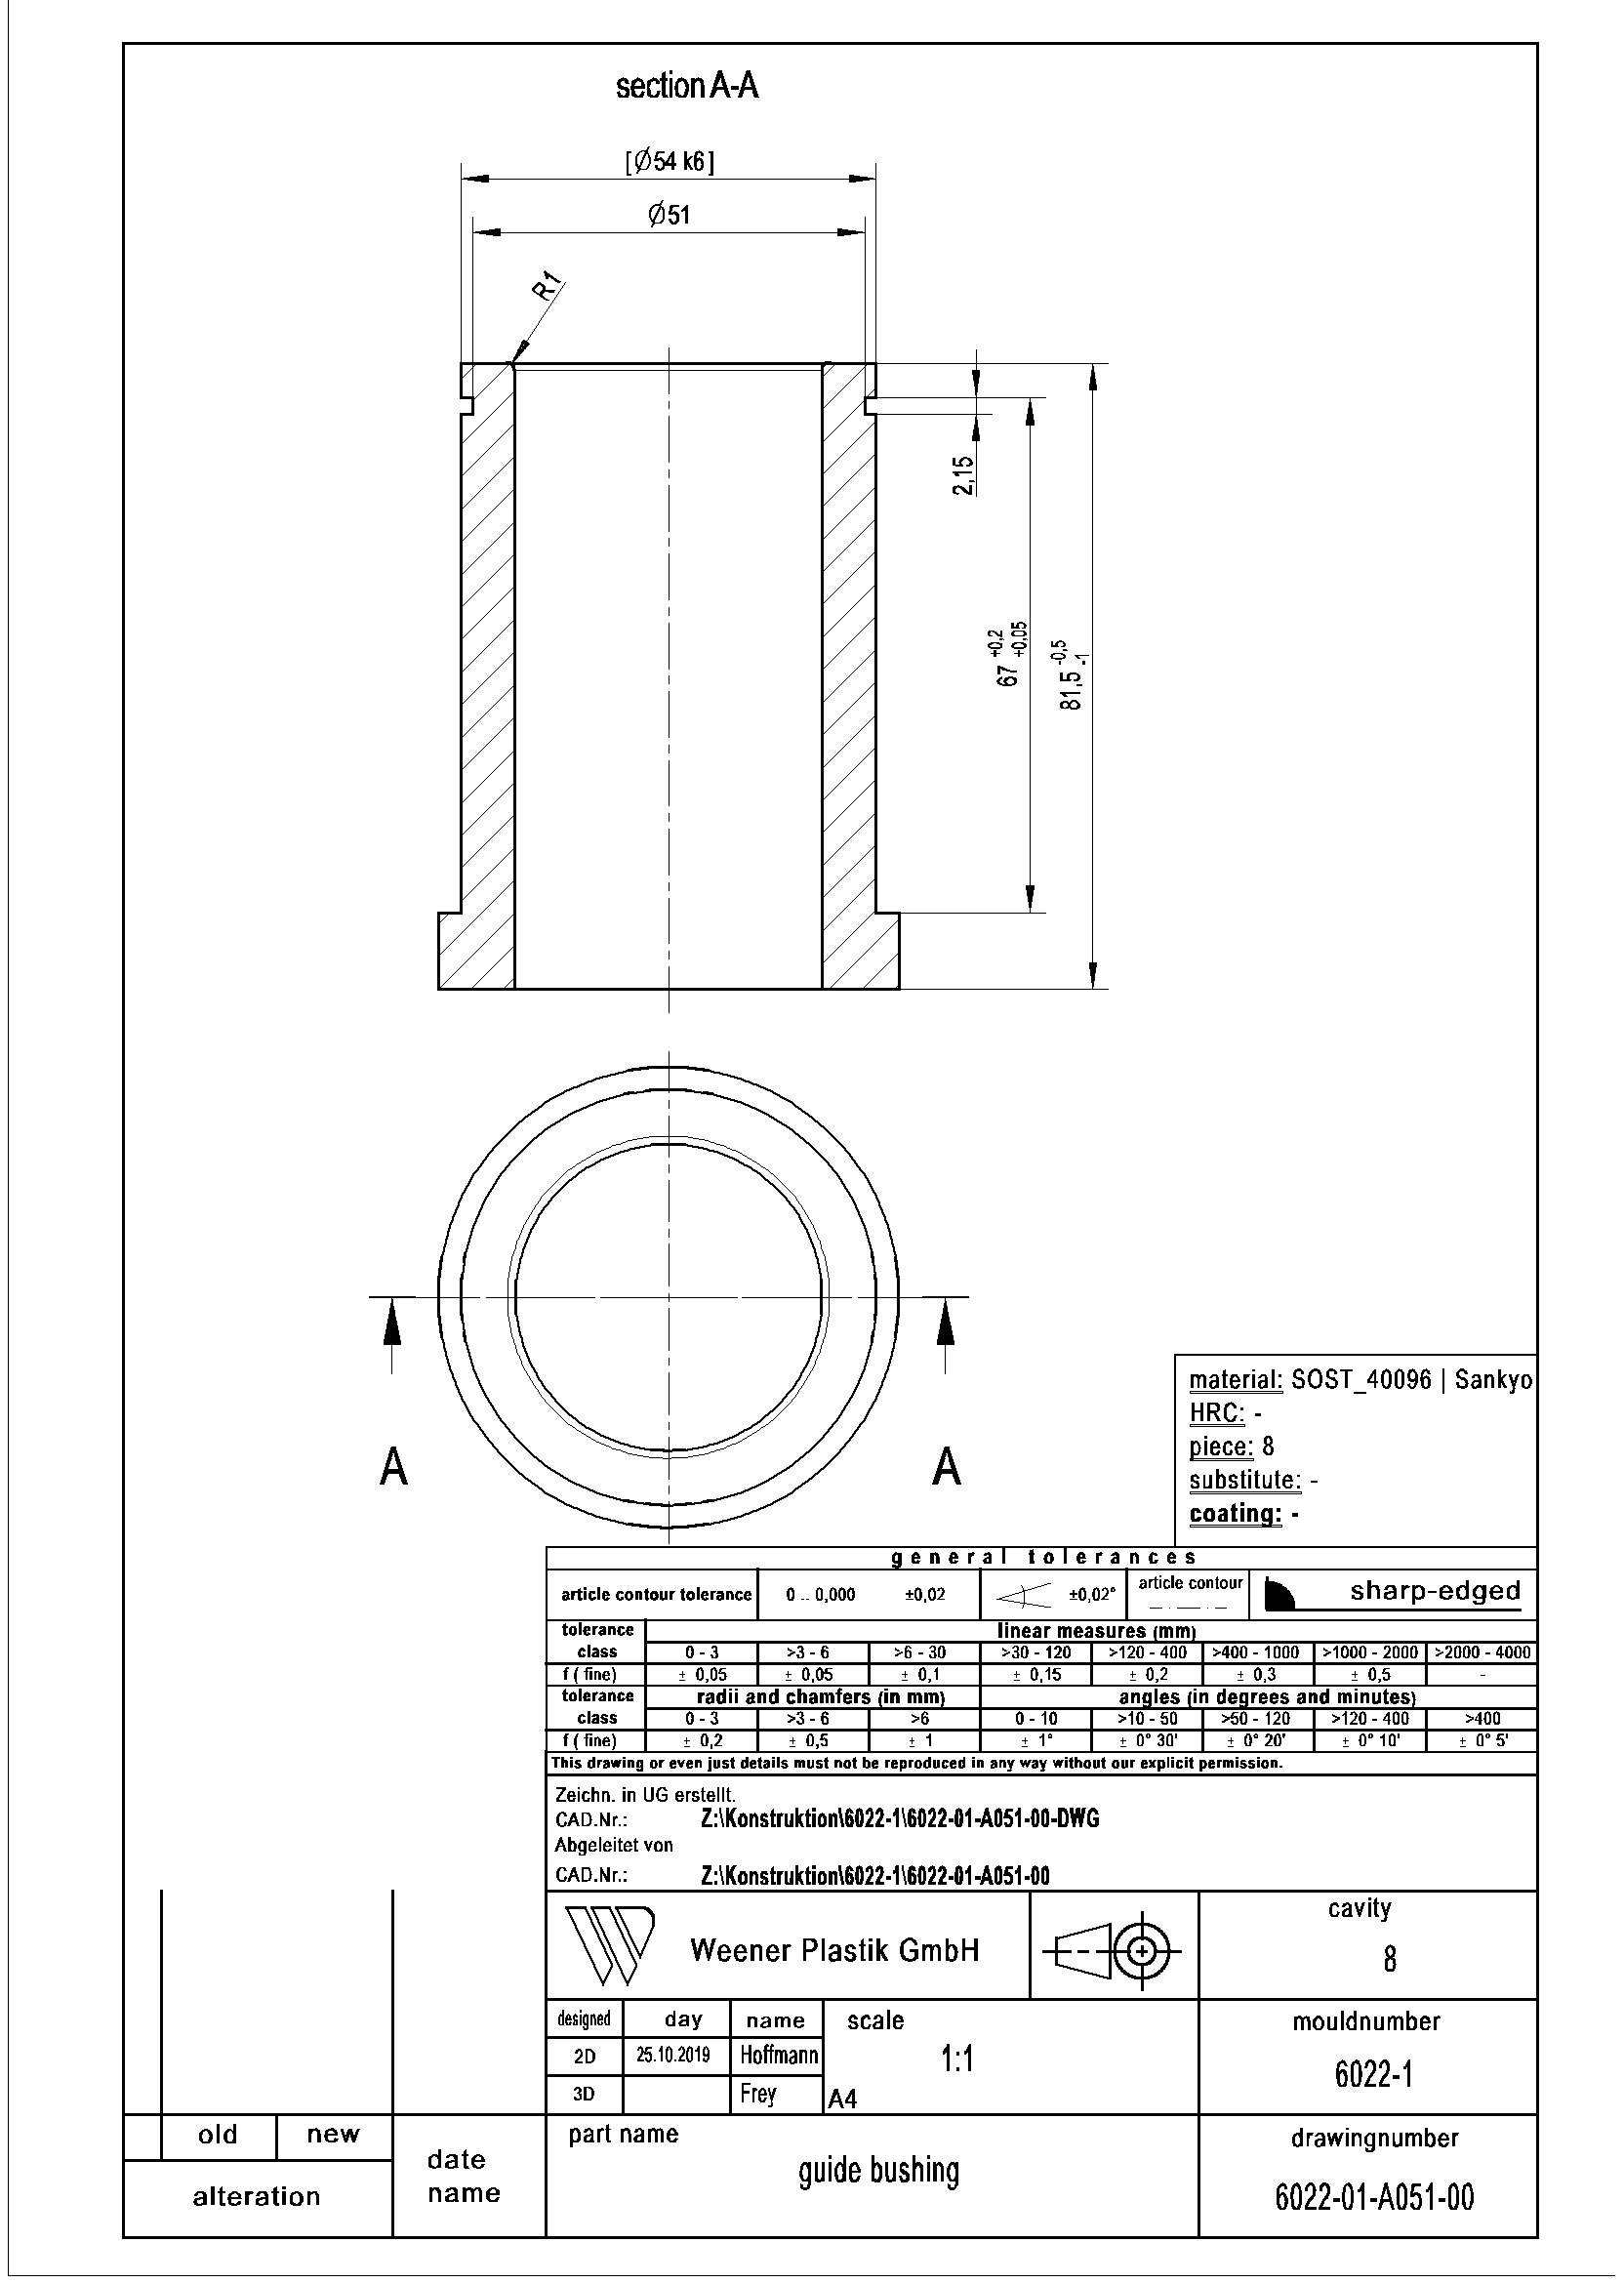 section A-A
[Ø54 k6]
Ø51
R1
2,15
67 +0,2 +0,05
81,5 -0,5 -1
A A
material: SOST_40096 | Sankyo
HRC: -
piece: 8
substitute: -
coating: -
general tolerances
article contour tolerance 0 .. 0,000 ±0,02 ±0,02° article contour sharp-edged
tolerance class linear measures (mm)
0 - 3 >3 - 6 >6 - 30 >30 - 120 >120 - 400 >400 - 1000 >1000 - 2000 >2000 - 4000
f ( fine) ± 0,05 ± 0,05 ± 0,1 ± 0,15 ± 0,2 ± 0,3 ± 0,5 -
tolerance class radii and chamfers (in mm) angles (in degrees and minutes)
0 - 3 >3 - 6 >6 0 - 10 >10 - 50 >50 - 120 >120 - 400 >400
f ( fine) ± 0,2 ± 0,5 ± 1 ± 1° ± 0° 30' ± 0° 20' ± 0° 10' ± 0° 5'
This drawing or even just details must not be reproduced in any way without our explicit permission.
Zeichn. in UG erstellt.
CAD.Nr.: Z:\Konstruktion\6022-1\6022-01-A051-00-DWG
Abgeleitet von
CAD.Nr.: Z:\Konstruktion\6022-1\6022-01-A051-00
Weener Plastik GmbH
cavity
8
designed day name scale
2D 25.10.2019 Hoffmann 1:1
3D Frey A4
mouldnumber
6022-1
old new
alteration
date
name
part name
guide bushing
drawingnumber
6022-01-A051-00